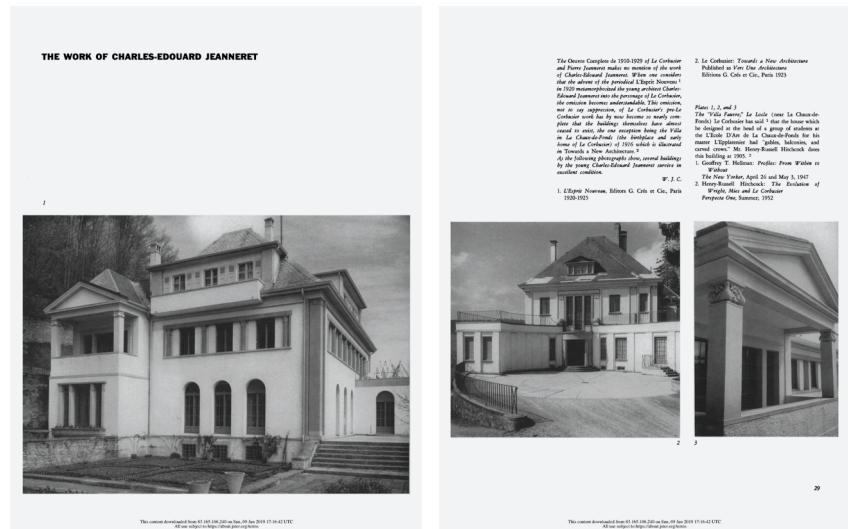 THE WORK OF CHARLES-EDOUARD JEANNERET
1
This content downloaded from 63.165.106.240 on Sun, 09 Jun 2019 17:16:42 UTC
All use subject to https://about.jstor.org/terms
The Oeuvre Complete de 1910-1929 of Le Corbusier
and Pierre Jeanneret makes no mention of the work
of Charles-Edouard Jeanneret. When one considers
that the advent of the periodical L'Esprit Nouveau 1
in 1920 metamorphosized the young architect Charles-
Edouard Jeanneret into the personage of Le Corbusier,
the omission becomes understandable. This omission,
not to say suppression, of Le Corbusier's pre-Le
Corbusier work has by now become so nearly com-
plete that the buildings themselves have almost
ceased to exist, the one exception being the Villa
in La Chaux-de-Fonds (the birthplace and early
home of Le Corbusier) of 1916 which is illustrated
in Towards a New Architecture. 2
As the following photographs show, several buildings
by the young Charles-Edouard Jeanneret survive in
excellent condition.
W. J. C.
1. L'Esprit Nouveau, Editors G. Crés et Cie., Paris
1920-1925
2. Le Corbusier: Towards a New Architecture
Published as Vers Une Architecture
Editions G. Crés et Cie., Paris 1923
Plates 1, 2, and 3
The "Villa Favre," Le Locle (near La Chaux-de-
Fonds) Le Corbusier has said 1 that the house which
he designed at the head of a group of students at
the L'Ecole D'Art de La Chaux-de-Fonds for his
master L'Epplatenier had "gables, balconies, and
carved crows." Mr. Henry-Russell Hitchcock dates
this building at 1905. 2
1. Geoffrey T. Hellman: Profiles: From Within to
Without
The New Yorker, April 26 and May 3, 1947
2. Henry-Russell Hitchcock: The Evolution of
Wright, Mies and Le Corbusier
Perspecta One, Summer, 1952
2
3
29
This content downloaded from 63.165.106.240 on Sun, 09 Jun 2019 17:16:42 UTC
All use subject to https://about.jstor.org/terms